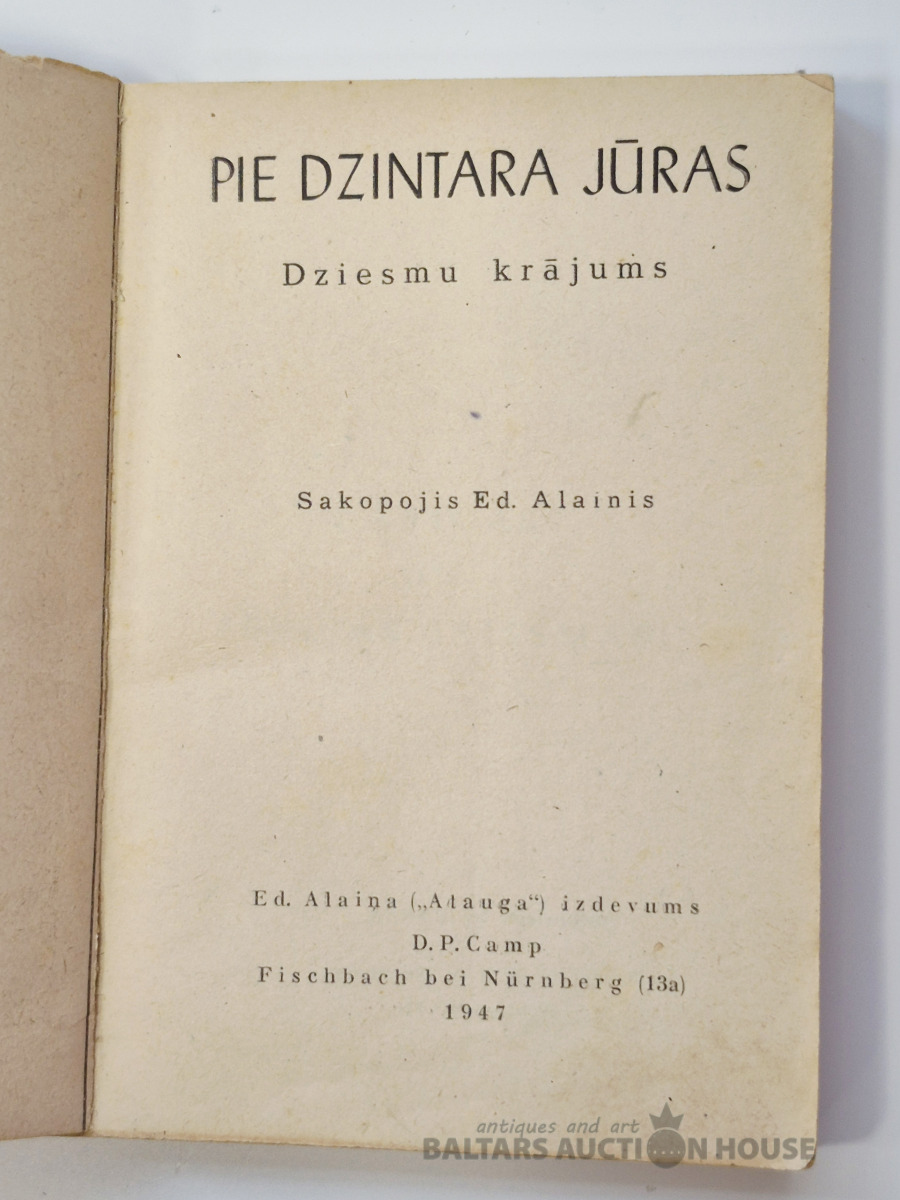 PIE DZINTARA JŪRAS
Dziesmu krājums
Sakopojis Ed. Alainis
Ed. Alaiņa („Atauga“) izdevums
D. P. Camp
Fischbach bei Nürnberg (13a)
1947
antiques and art
BALTARS AUCTION HOUSE